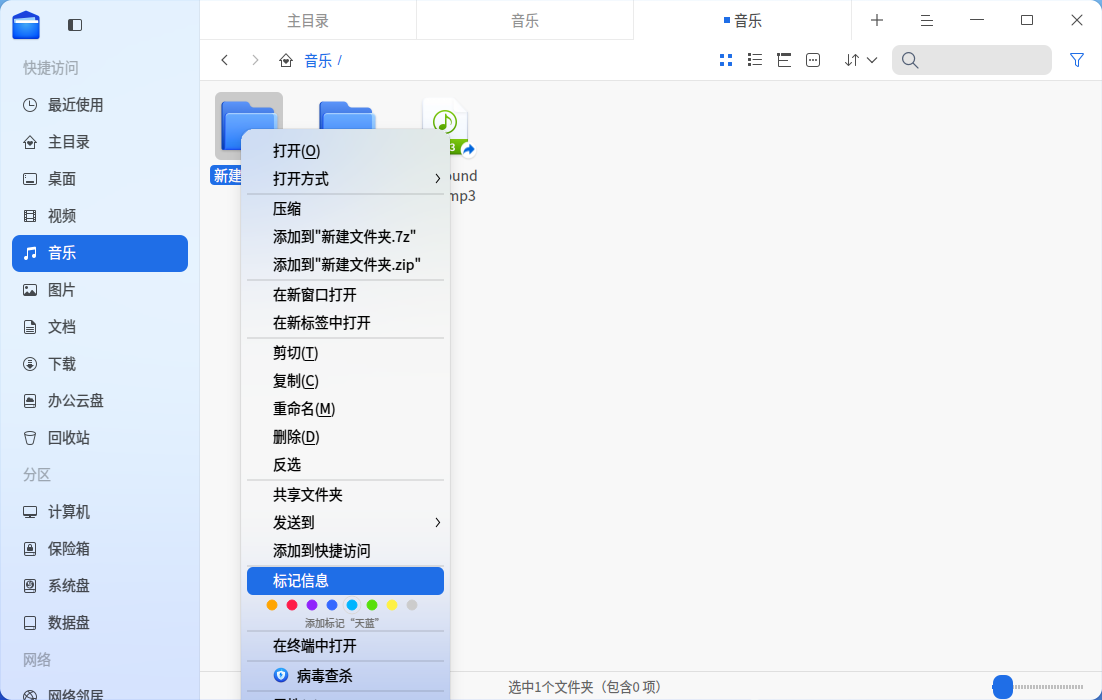 主目录
音乐
音乐
音乐 /
快捷访问
最近使用
主目录
桌面
视频
音乐
图片
文档
下载
办公云盘
回收站
分区
计算机
保险箱
系统盘
数据盘
网络
网络邻居
新建
3
ound
mp3
打开(O)
打开方式
压缩
添加到"新建文件夹.7z"
添加到"新建文件夹.zip"
在新窗口打开
在新标签中打开
剪切(T)
复制(C)
重命名(M)
删除(D)
反选
共享文件夹
发送到
添加到快捷访问
标记信息
添加标记 “天蓝”
在终端中打开
病毒查杀
选中1个文件夹（包含0 项）